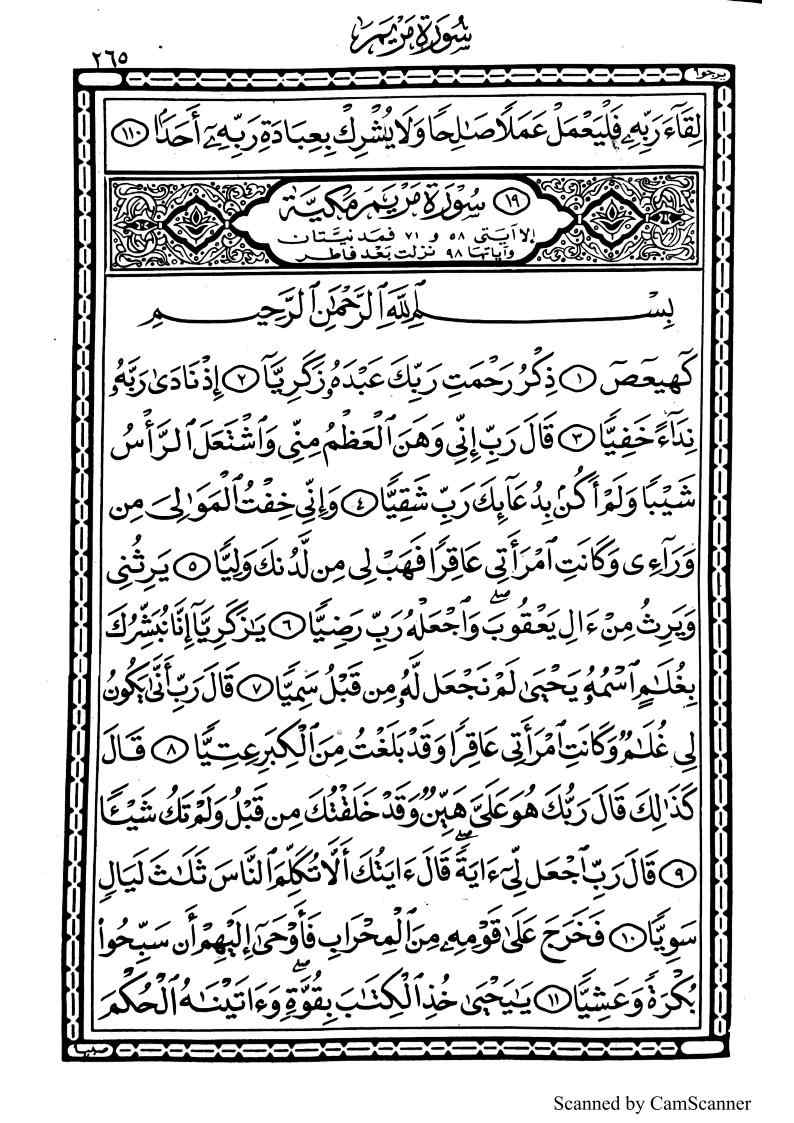 سُورَةُ مَرْيَمَ
٢٦٥
يرجوا
لِقَآءَ رَبِّهِۦ فَلْيَعْمَلْ عَمَلًا صَٰلِحًا وَلَا يُشْرِكْ بِعِبَادَةِ رَبِّهِۦٓ أَحَدًۢا ١١٠
١٩ سُورَةُ مَرْيَمَ مَكِّيَّة
إلا آيتى ٥٨ و ٧١ فمدنيتان
وآياتها ٩٨ نزلت بعد فاطر
بِسْمِ ٱللَّهِ ٱلرَّحْمَٰنِ ٱلرَّحِيمِ
كٓهيعٓصٓ ١ ذِكْرُ رَحْمَتِ رَبِّكَ عَبْدَهُۥ زَكَرِيَّآ ٢ إِذْ نَادَىٰ رَبَّهُۥ
نِدَآءً خَفِيًّا ٣ قَالَ رَبِّ إِنِّى وَهَنَ ٱلْعَظْمُ مِنِّى وَٱشْتَعَلَ ٱلرَّأْسُ
شَيْبًا وَلَمْ أَكُنۢ بِدُعَآئِكَ رَبِّ شَقِيًّا ٤ وَإِنِّى خِفْتُ ٱلْمَوَٰلِىَ مِن
وَرَآءِى وَكَانَتِ ٱمْرَأَتِى عَاقِرًا فَهَبْ لِى مِن لَّدُنكَ وَلِيًّا ٥ يَرِثُنِى
وَيَرِثُ مِنْ ءَالِ يَعْقُوبَ ۖ وَٱجْعَلْهُ رَبِّ رَضِيًّا ٦ يَٰزَكَرِيَّآ إِنَّا نُبَشِّرُكَ
بِغُلَٰمٍ ٱسْمُهُۥ يَحْيَىٰ لَمْ نَجْعَل لَّهُۥ مِن قَبْلُ سَمِيًّا ٧ قَالَ رَبِّ أَنَّىٰ يَكُونُ
لِى غُلَٰمٌ وَكَانَتِ ٱمْرَأَتِى عَاقِرًا وَقَدْ بَلَغْتُ مِنَ ٱلْكِبَرِ عِتِيًّا ٨ قَالَ
كَذَٰلِكَ قَالَ رَبُّكَ هُوَ عَلَىَّ هَيِّنٌ وَقَدْ خَلَقْتُكَ مِن قَبْلُ وَلَمْ تَكُ شَيْـًٔا
٩ قَالَ رَبِّ ٱجْعَل لِّىٓ ءَايَةً ۚ قَالَ ءَايَتُكَ أَلَّا تُكَلِّمَ ٱلنَّاسَ ثَلَٰثَ لَيَالٍ
سَوِيًّا ١٠ فَخَرَجَ عَلَىٰ قَوْمِهِۦ مِنَ ٱلْمِحْرَابِ فَأَوْحَىٰٓ إِلَيْهِمْ أَن سَبِّحُوا۟
بُكْرَةً وَعَشِيًّا ١١ يَٰيَحْيَىٰ خُذِ ٱلْكِتَٰبَ بِقُوَّةٍ ۖ وَءَاتَيْنَٰهُ ٱلْحُكْمَ
صبيا
Scanned by CamScanner